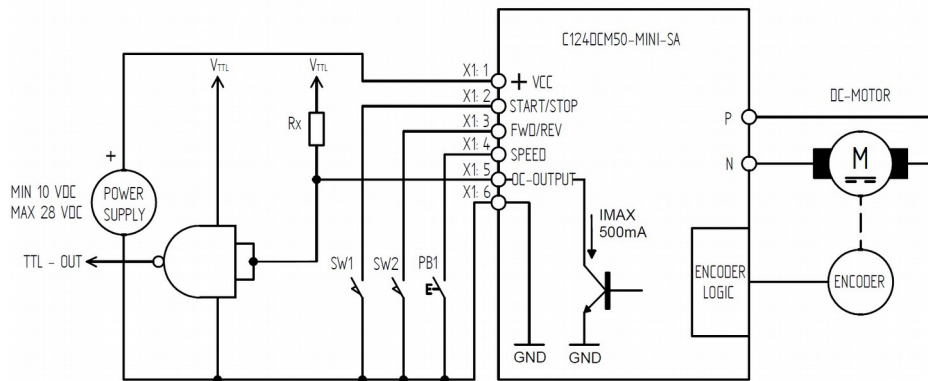 C124DCM50-MINI-SA
VTTL
VTTL
X1: 1
+ VCC
X1: 2
START/STOP
X1: 3
FWD/REV
X1: 4
SPEED
X1: 5
OC-OUTPUT
X1: 6
Rx
DC-MOTOR
P
N
M
+
MIN 10 VDC
MAX 28 VDC
POWER
SUPPLY
IMAX
500mA
TTL - OUT
SW1
SW2
PB1
ENCODER
LOGIC
ENCODER
GND
GND